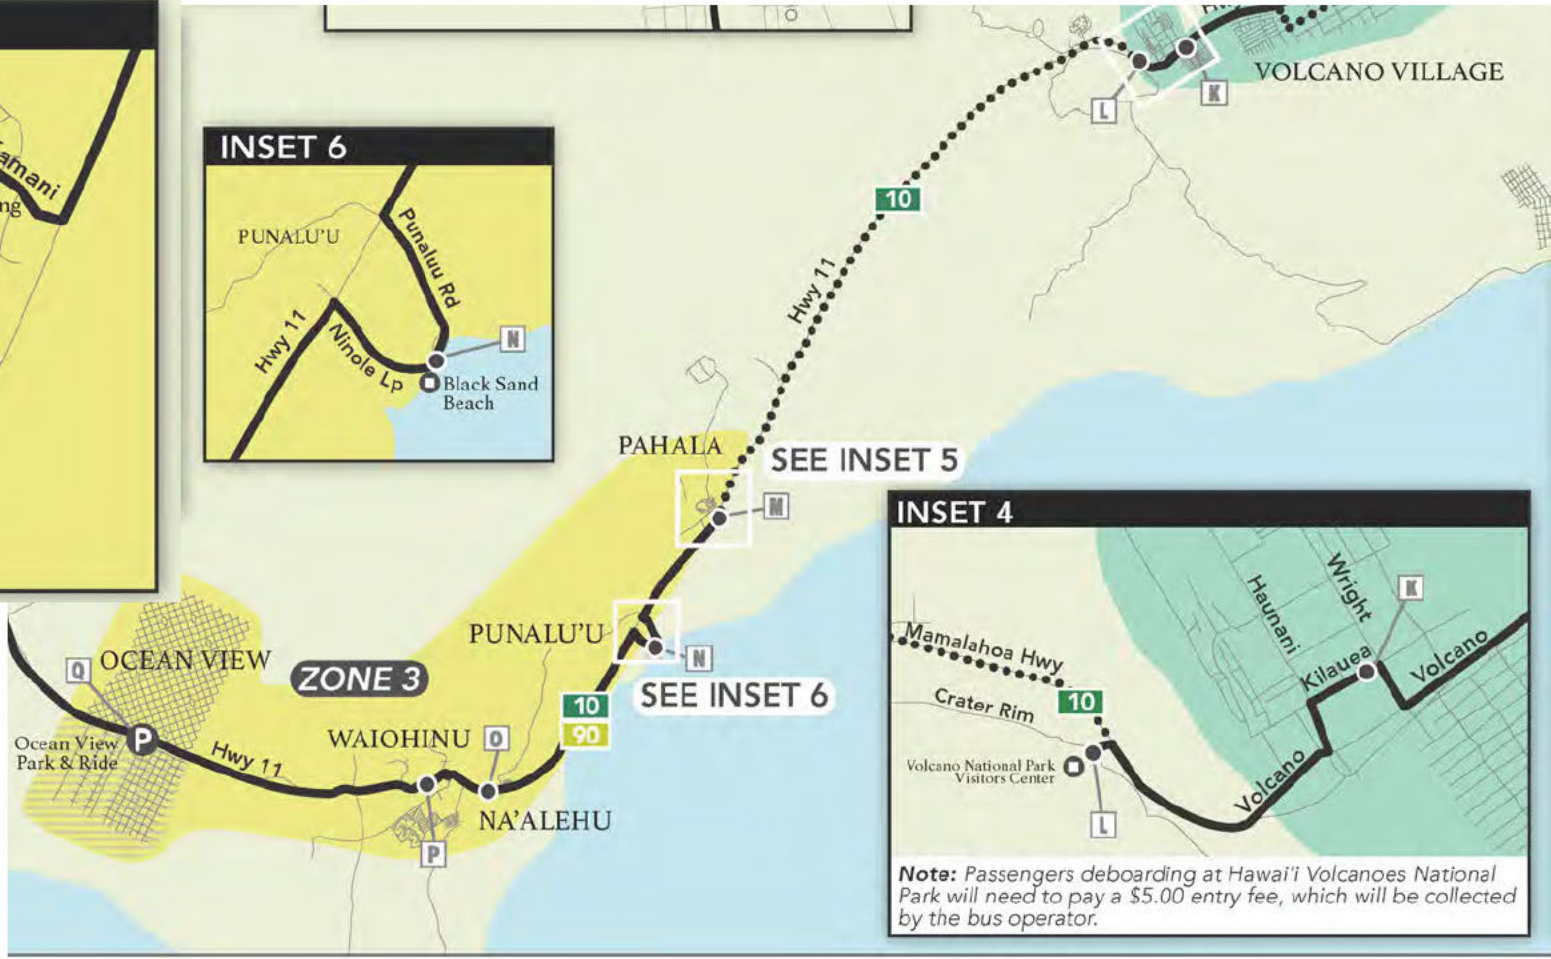 Hwy
VOLCANO VILLAGE
K
L
amani
ng
INSET 6
PUNALU'U
Punaluu Rd
Hwy 11
Ninole Lp
N
Black Sand
Beach
10
Hwy 11
PAHALA
SEE INSET 5
M
PUNALU'U
N
SEE INSET 6
10
90
ZONE 3
OCEAN VIEW
Q
Ocean View
Park & Ride
P
Hwy 11
WAIOHINU
O
NA'ALEHU
P
INSET 4
Mamalahoa Hwy
10
Crater Rim
Volcano National Park
Visitors Center
L
Haunani
Wright
K
Kilauea
Volcano
Volcano
Note: Passengers deboarding at Hawai'i Volcanoes National
Park will need to pay a $5.00 entry fee, which will be collected
by the bus operator.